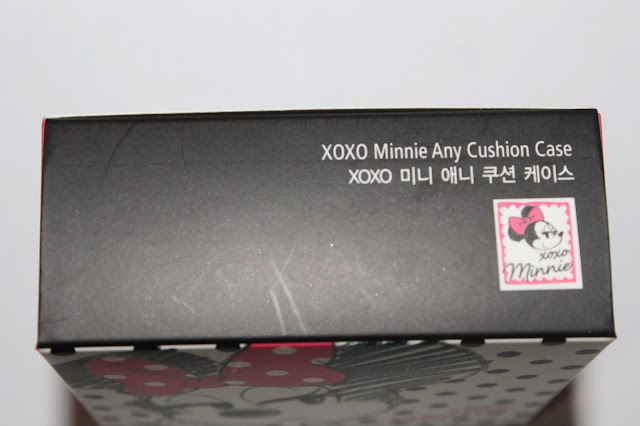 XOXO Minnie Any Cushion Case
XOXO 미니 애니 쿠션 케이스
xoxo
Minnie